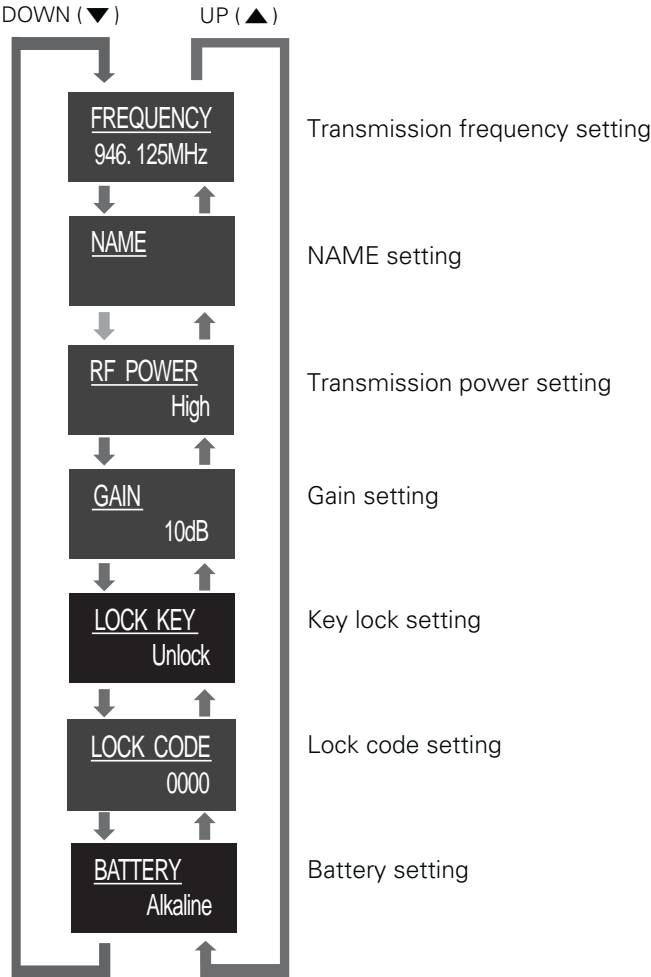 DOWN (▼)
UP (▲)
FREQUENCY
946. 125MHz
Transmission frequency setting
NAME
NAME setting
RF POWER
High
Transmission power setting
GAIN
10dB
Gain setting
LOCK KEY
Unlock
Key lock setting
LOCK CODE
0000
Lock code setting
BATTERY
Alkaline
Battery setting